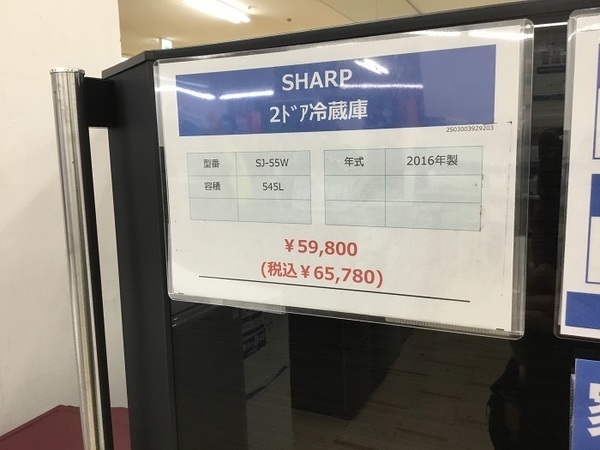 SHARP
2ﾄﾞｱ冷蔵庫
2503003929203
型番 SJ-55W 年式 2016年製
容積 545L
￥59,800
(税込￥65,780)